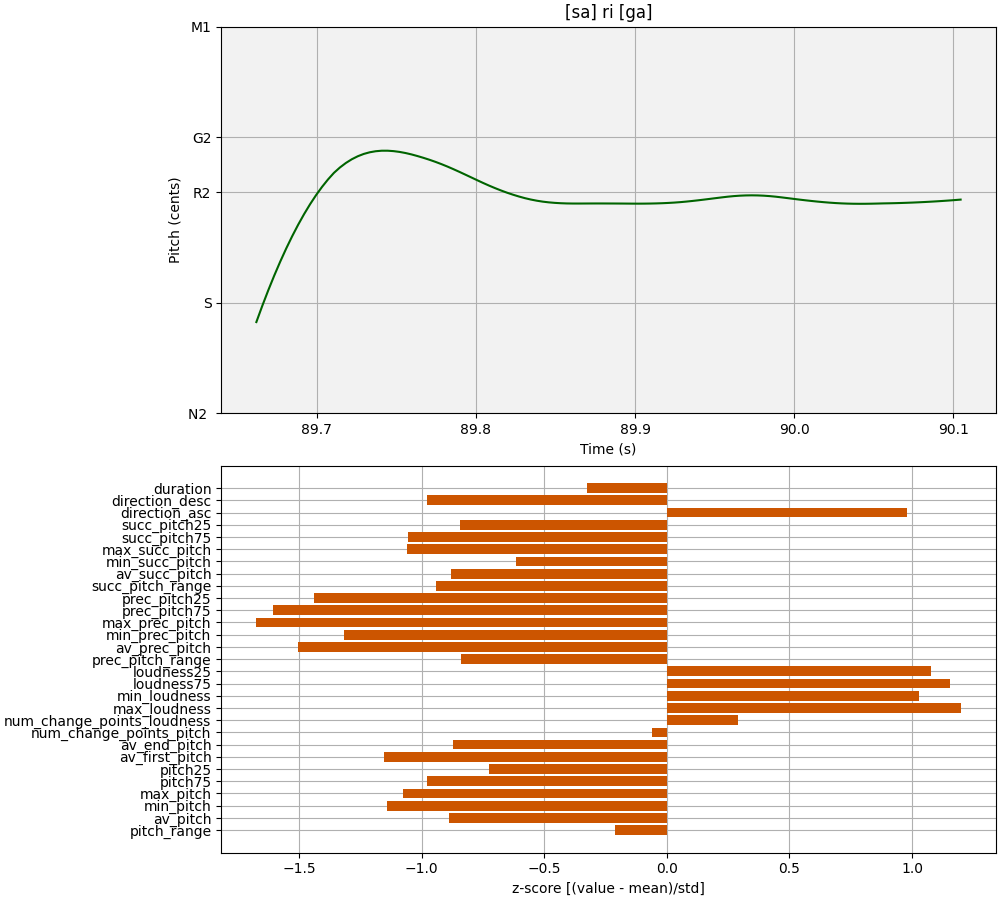 [sa] ri [ga]
M1
G2
R2
S
N2
Pitch (cents)
89.7 89.8 89.9 90.0 90.1
Time (s)
duration
direction_desc
direction_asc
succ_pitch25
succ_pitch75
max_succ_pitch
min_succ_pitch
av_succ_pitch
succ_pitch_range
prec_pitch25
prec_pitch75
max_prec_pitch
min_prec_pitch
av_prec_pitch
prec_pitch_range
loudness25
loudness75
min_loudness
max_loudness
num_change_points_loudness
num_change_points_pitch
av_end_pitch
av_first_pitch
pitch25
pitch75
max_pitch
min_pitch
av_pitch
pitch_range
−1.5 −1.0 −0.5 0.0 0.5 1.0
z-score [(value - mean)/std]